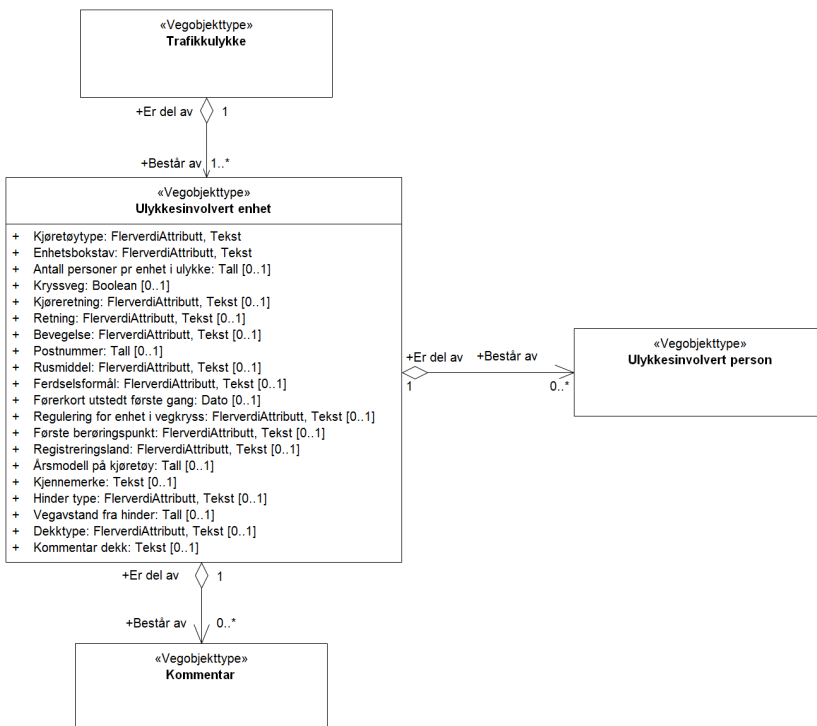 «Vegobjekttype»
Trafikkulykke
+Er del av 1
+Består av 1..*
«Vegobjekttype»
Ulykkesinvolvert enhet
+ Kjøretøytype: FlerverdiAttributt, Tekst
+ Enhetsbokstav: FlerverdiAttributt, Tekst
+ Antall personer pr enhet i ulykke: Tall [0..1]
+ Kryssveg: Boolean [0..1]
+ Kjøreretning: FlerverdiAttributt, Tekst [0..1]
+ Retning: FlerverdiAttributt, Tekst [0..1]
+ Bevegelse: FlerverdiAttributt, Tekst [0..1]
+ Postnummer: Tall [0..1]
+ Rusmiddel: FlerverdiAttributt, Tekst [0..1]
+ Ferdselsformål: FlerverdiAttributt, Tekst [0..1]
+ Førerkort utstedt første gang: Dato [0..1]
+ Regulering for enhet i vegkryss: FlerverdiAttributt, Tekst [0..1]
+ Første berøringspunkt: FlerverdiAttributt, Tekst [0..1]
+ Registreringsland: FlerverdiAttributt, Tekst [0..1]
+ Årsmodell på kjøretøy: Tall [0..1]
+ Kjennemerke: Tekst [0..1]
+ Hinder type: FlerverdiAttributt, Tekst [0..1]
+ Vegavstand fra hinder: Tall [0..1]
+ Dekktype: FlerverdiAttributt, Tekst [0..1]
+ Kommentar dekk: Tekst [0..1]
+Er del av +Består av
1 0..*
«Vegobjekttype»
Ulykkesinvolvert person
+Er del av 1
+Består av 0..*
«Vegobjekttype»
Kommentar